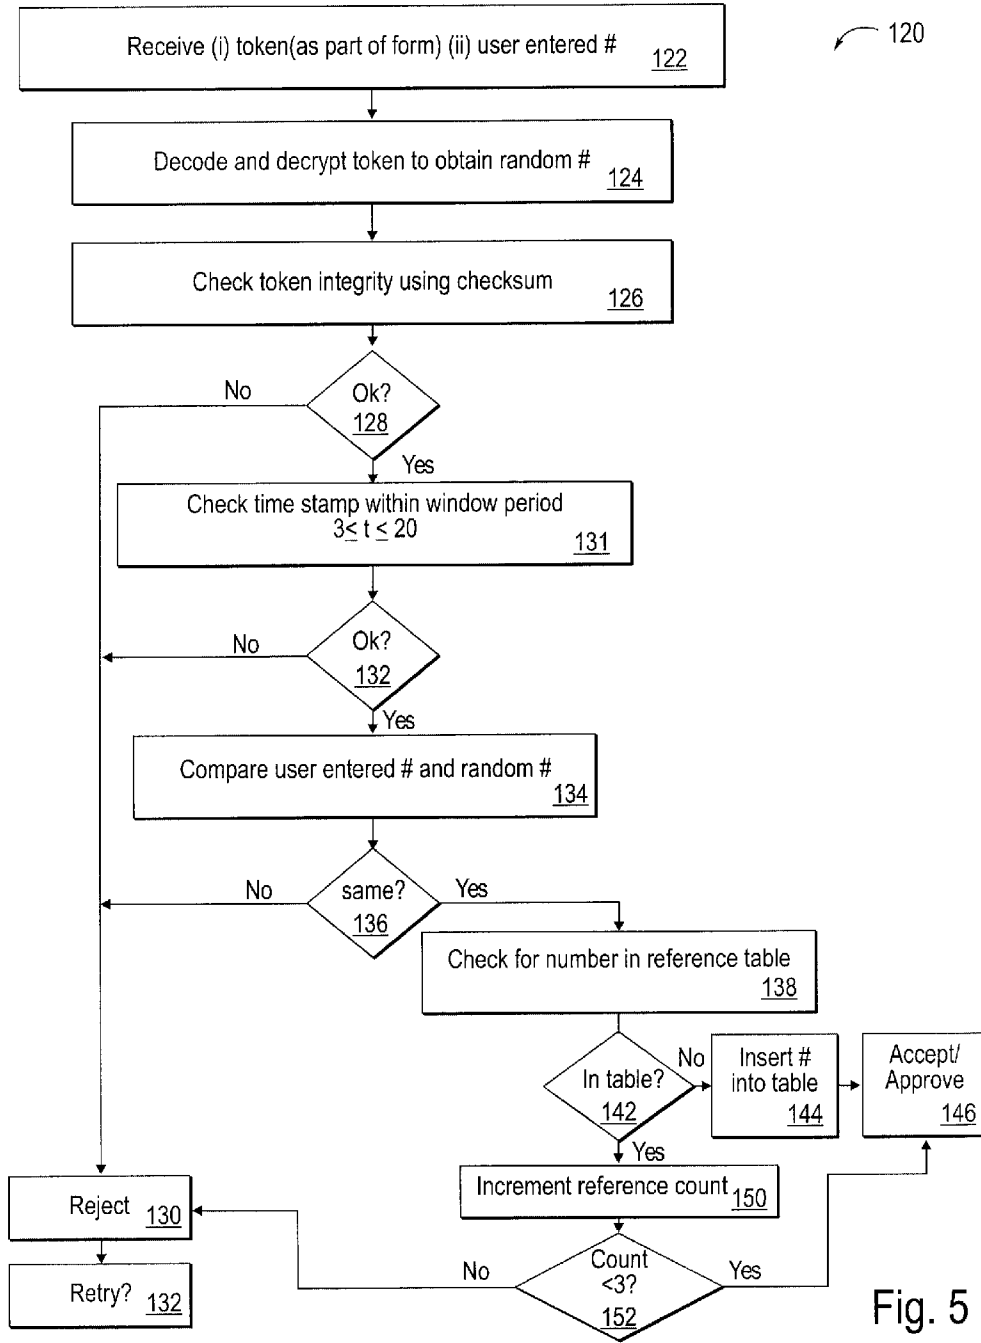 120
Receive (i) token(as part of form) (ii) user entered #
122
Decode and decrypt token to obtain random #
124
Check token integrity using checksum
126
Ok?
128
No
Yes
Check time stamp within window period
3≤ t ≤ 20
131
Ok?
132
No
Yes
Compare user entered # and random #
134
same?
136
No
Yes
Check for number in reference table
138
In table?
142
No
Insert #
into table
144
Accept/
Approve
146
Yes
Increment reference count
150
Count
<3?
152
No
Yes
Reject
130
Retry?
132
Fig. 5